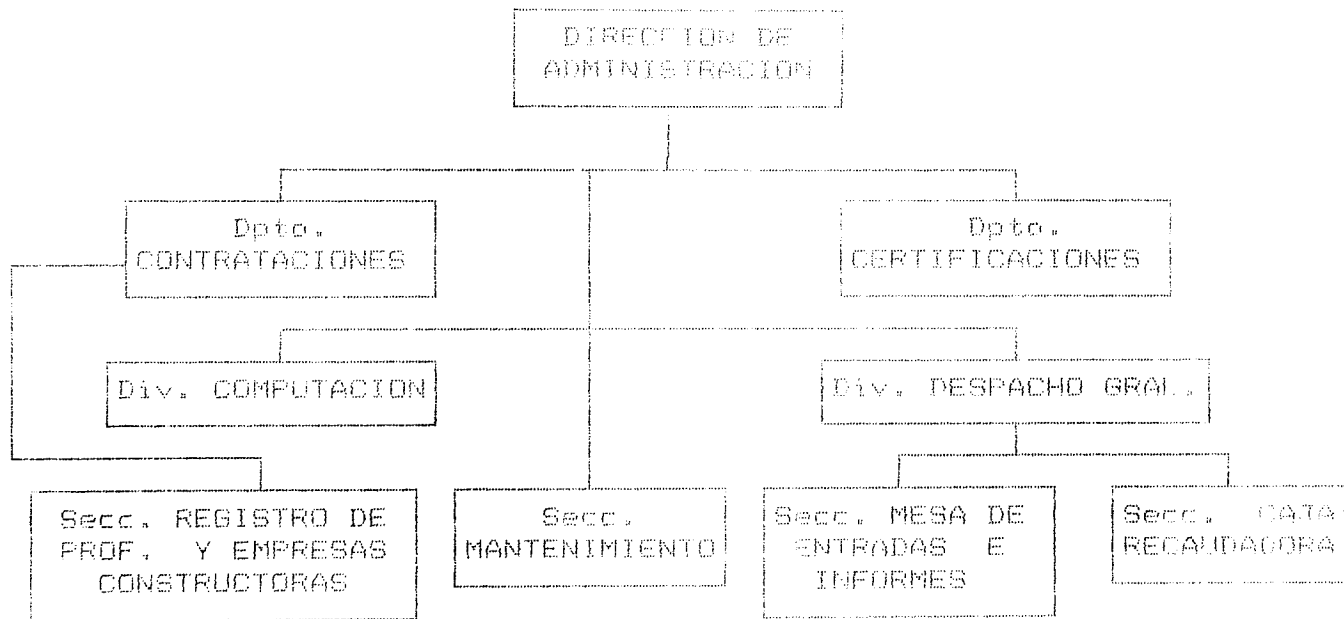 DIRECCION DE
ADMINISTRACION
Dpto.
CONTRATACIONES
Dpto.
CERTIFICACIONES
Div. COMPUTACION
Div. DESPACHO GRAL.
Secc. REGISTRO DE
PROF. Y EMPRESAS
CONSTRUCTORAS
Secc.
MANTENIMIENTO
Secc. MESA DE
ENTRADAS E
INFORMES
Secc. CAJA
RECAUDADORA